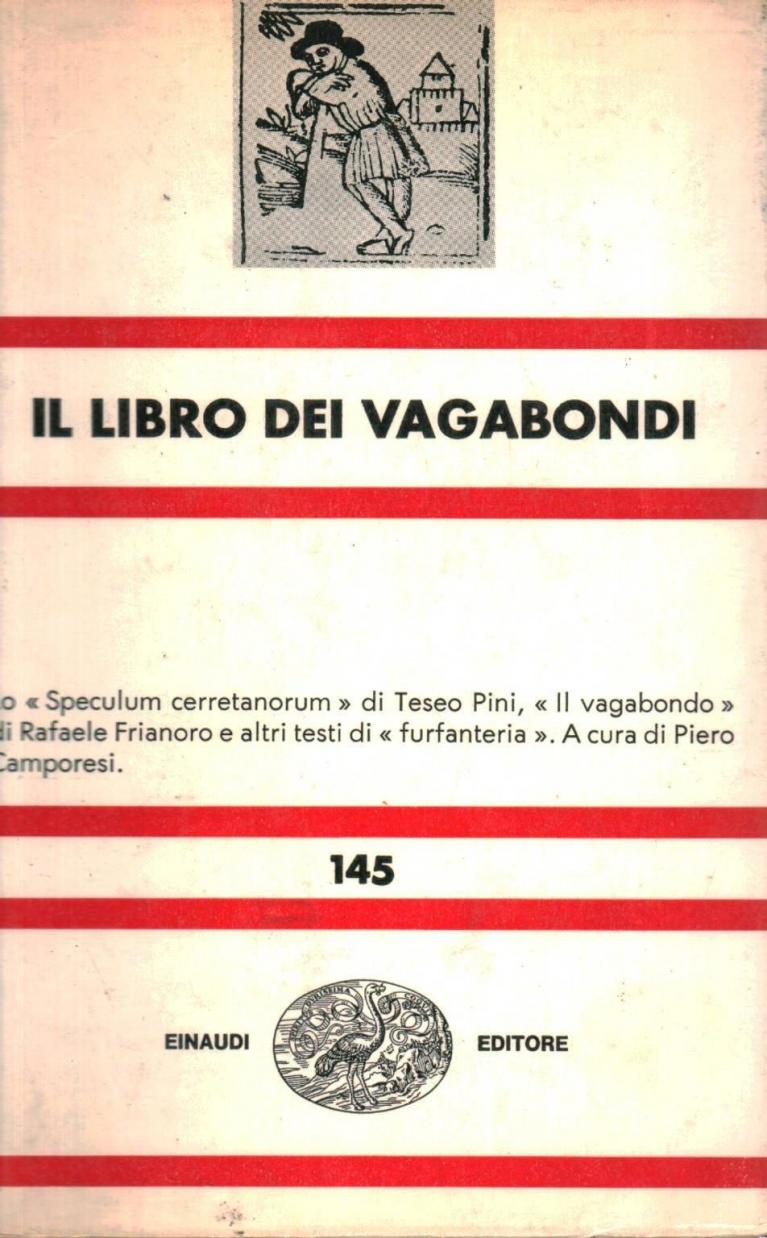 IL LIBRO DEI VAGABONDI
o « Speculum cerretanorum » di Teseo Pini, « Il vagabondo »
di Rafaele Frianoro e altri testi di « furfanteria ». A cura di Piero
Camporesi.
145
EINAUDI EDITORE